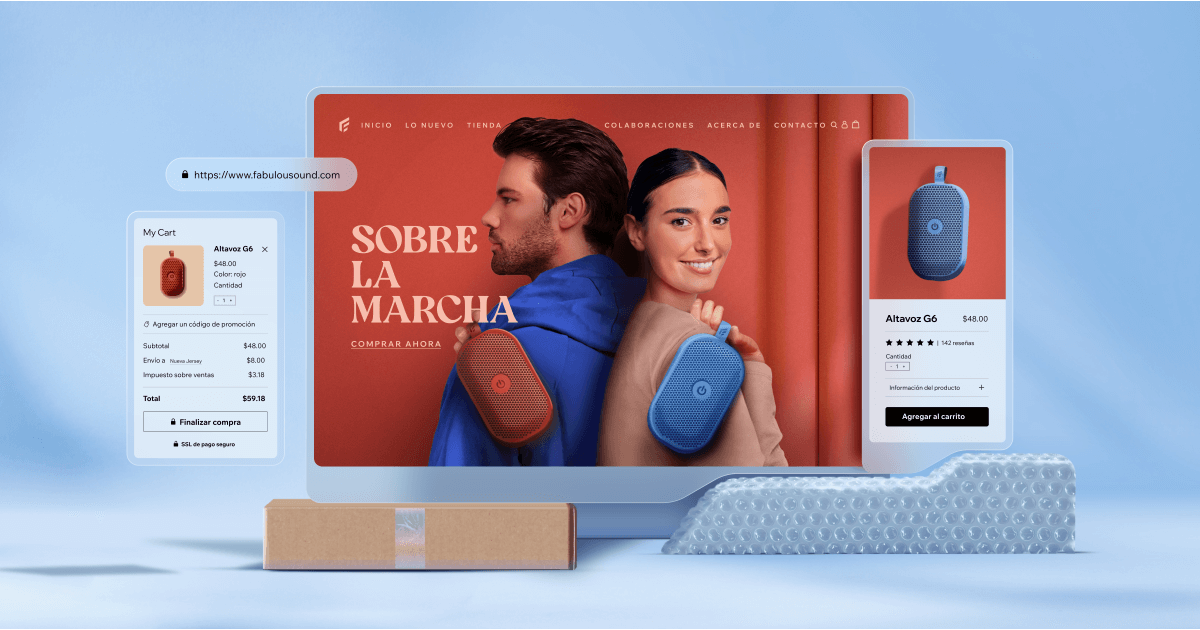 INICIO LO NUEVO TIENDA COLABORACIONES ACERCA DE CONTACTO
https://www.fabulousound.com
SOBRE
LA
MARCHA
COMPRAR AHORA
My Cart
Altavoz G6
$48.00
Color: rojo
Cantidad
- 1 +
Agregar un código de promoción
Subtotal $48.00
Envío a Nueva Jersey $8.00
Impuesto sobre ventas $3.18
Total $59.18
Finalizar compra
SSL de pago seguro
Altavoz G6 $48.00
| 142 reseñas
Cantidad
- 1 +
Información del producto +
Agregar al carrito